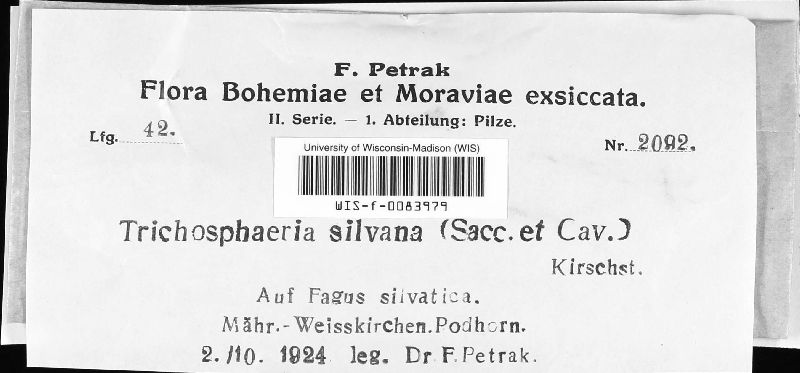 F. Petrak
Flora Bohemiae et Moraviae exsiccata.
II. Serie. — 1. Abteilung: Pilze.
Lfg. 42.
Nr. 2092.
University of Wisconsin-Madison (WIS)
WIS-f-0083979
Trichosphaeria silvana (Sacc. et Cav.)
Kirschst.
Auf Fagus silvatica.
Mähr.-Weisskirchen.Podhorn.
2./10. 1924 leg. Dr. F. Petrak.